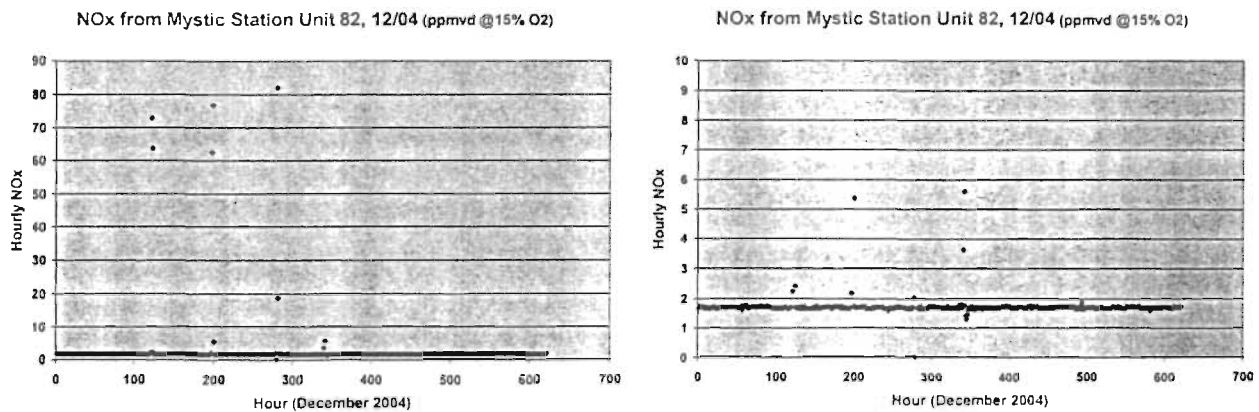 NOx from Mystic Station Unit 82, 12/04 (ppmvd @15% O2)
90
80
70
60
50
40
30
20
10
0
Hourly NOx
0 100 200 300 400 500 600 700
Hour (December 2004)
NOx from Mystic Station Unit 82, 12/04 (ppmvd @15% O2)
10
9
8
7
6
5
4
3
2
1
0
Hourly NOx
0 100 200 300 400 500 600 700
Hour (December 2004)